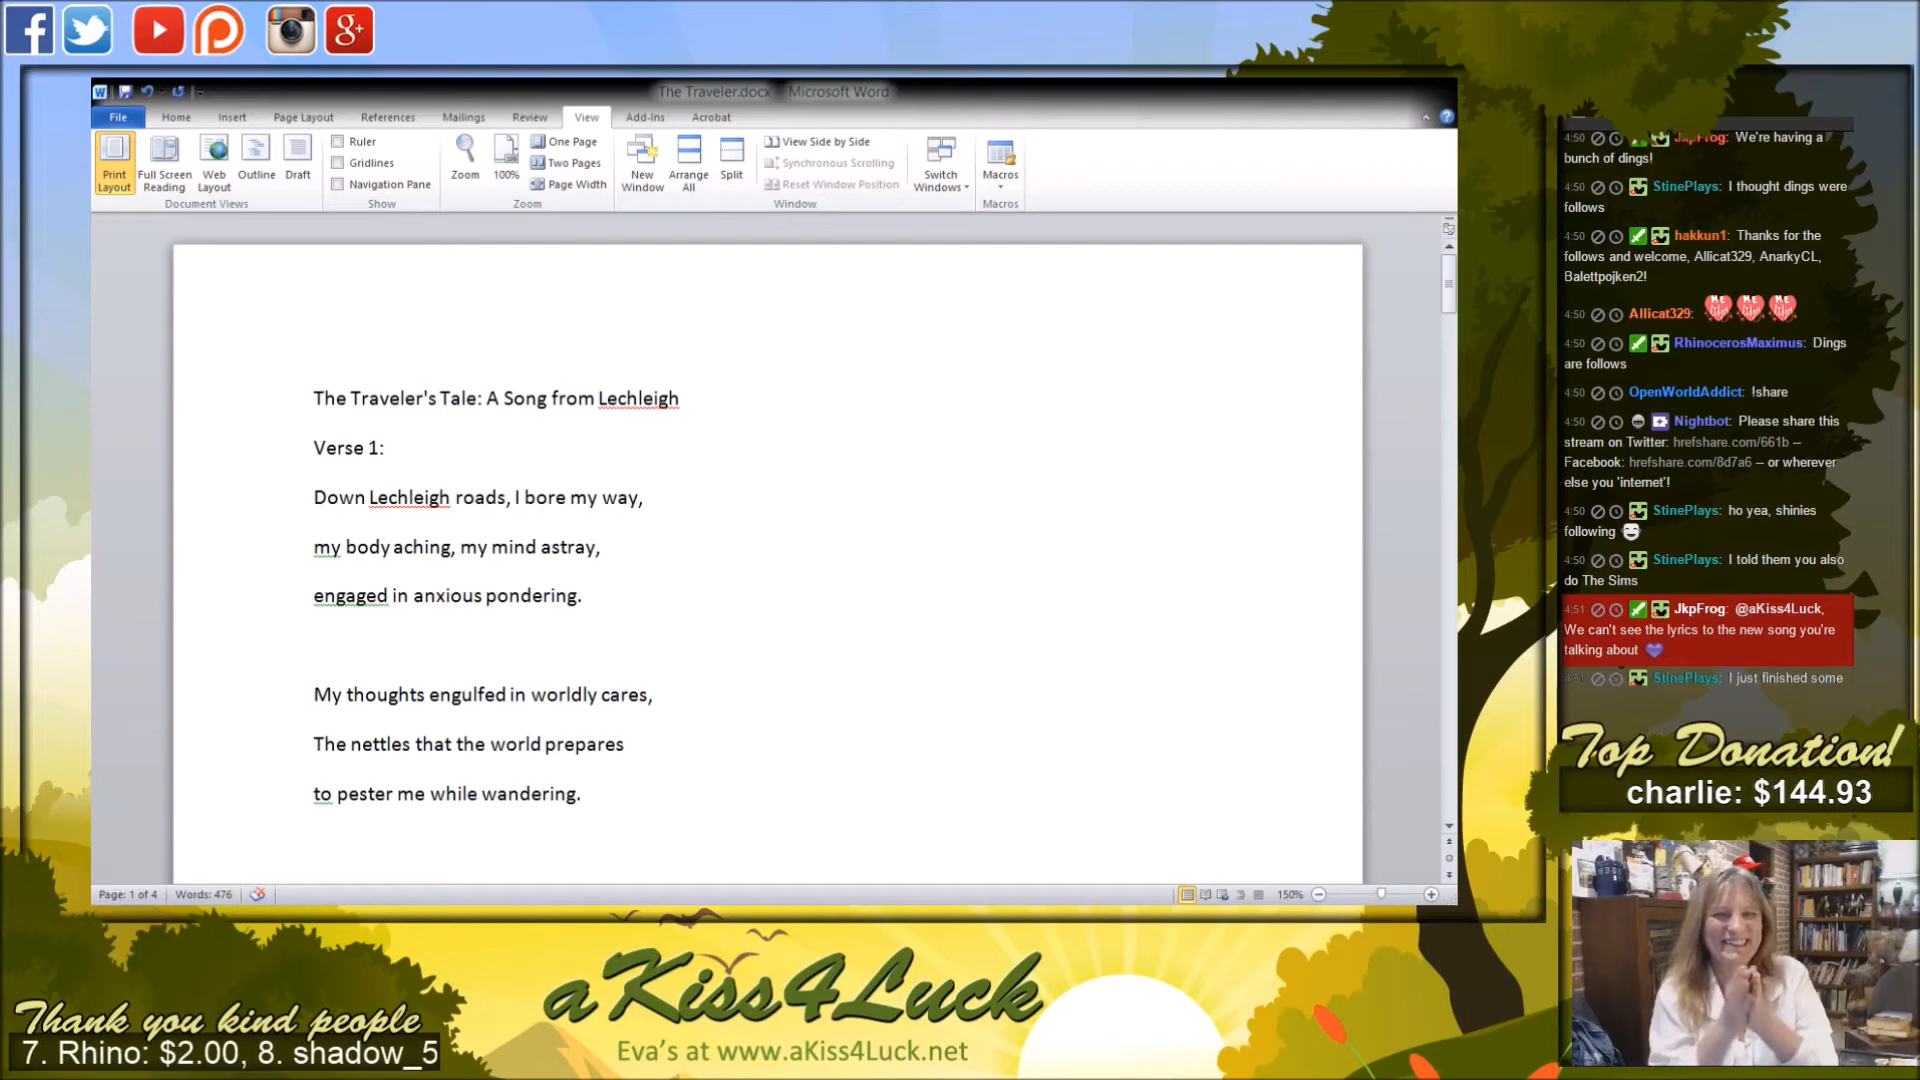 The Traveler.docx - Microsoft Word
File Home Insert Page Layout References Mailings Review View Add-Ins Acrobat
Print Layout
Full Screen Reading
Web Layout
Outline
Draft
Document Views
Ruler
Gridlines
Navigation Pane
Show
Zoom
100%
One Page
Two Pages
Page Width
Zoom
New Window
Arrange All
Split
View Side by Side
Synchronous Scrolling
Reset Window Position
Window
Switch Windows
Macros
Macros
The Traveler's Tale: A Song from Lechleigh
Verse 1:
Down Lechleigh roads, I bore my way,
my body aching, my mind astray,
engaged in anxious pondering.
My thoughts engulfed in worldly cares,
The nettles that the world prepares
to pester me while wandering.
Page: 1 of 4 Words: 476
150%
4:50 JkpFrog: We're having a
bunch of dings!
4:50 StinePlays: I thought dings were
follows
4:50 hakkun1: Thanks for the
follows and welcome, Allicat329, AnarkyCL,
Balettpojken2!
4:50 Allicat329:
4:50 RhinocerosMaximus: Dings
are follows
4:50 OpenWorldAddict: !share
4:50 Nightbot: Please share this
stream on Twitter: hrefshare.com/661b --
Facebook: hrefshare.com/8d7a6 -- or wherever
else you 'internet'!
4:50 StinePlays: ho yea, shinies
following
4:50 StinePlays: I told them you also
do The Sims
4:51 JkpFrog: @aKiss4Luck,
We can't see the lyrics to the new song you're
talking about
4:51 StinePlays: I just finished some
Top Donation!
charlie: $144.93
Thank you kind people
7. Rhino: $2.00, 8. shadow_5
aKiss4Luck
Eva's at www.aKiss4Luck.net